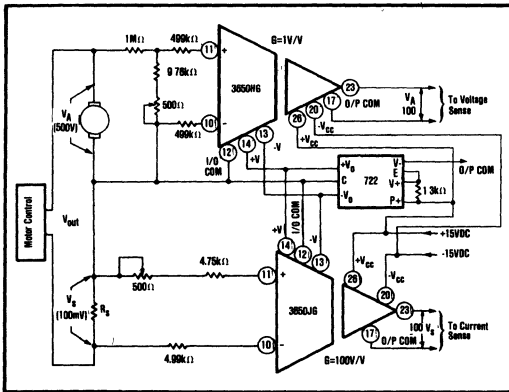 1MΩ
499kΩ
11
+
G=1V/V
9 76kΩ
3650HG
23
O/P COM
V_A
100
To Voltage
Sense
17
20
26
-V_CC
+V_CC
500Ω
V_A
(500V)
499kΩ
10
-
13
14
12
-V
+V
I/O
COM
+V_O
C
-V_O
722
V-
E
V+
P+
O/P COM
1 3kΩ
Motor Control
V_out
+V
I/O COM
-V
+15VDC
-15VDC
14
12
13
+V_CC
-V_CC
26
20
V_S
(100mV)
R_S
500Ω
4.75kΩ
11
+
3650JG
4.99kΩ
10
-
G=100V/V
23
17
O/P COM
100 V_S
To Current
Sense